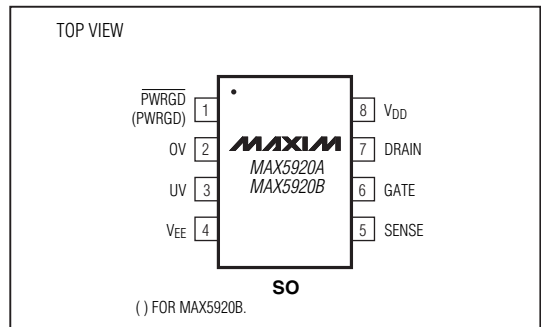 TOP VIEW
PWRGD
(PWRGD)
1
OV
2
UV
3
VEE
4
MAXIM
MAX5920A
MAX5920B
8
VDD
7
DRAIN
6
GATE
5
SENSE
SO
( ) FOR MAX5920B.